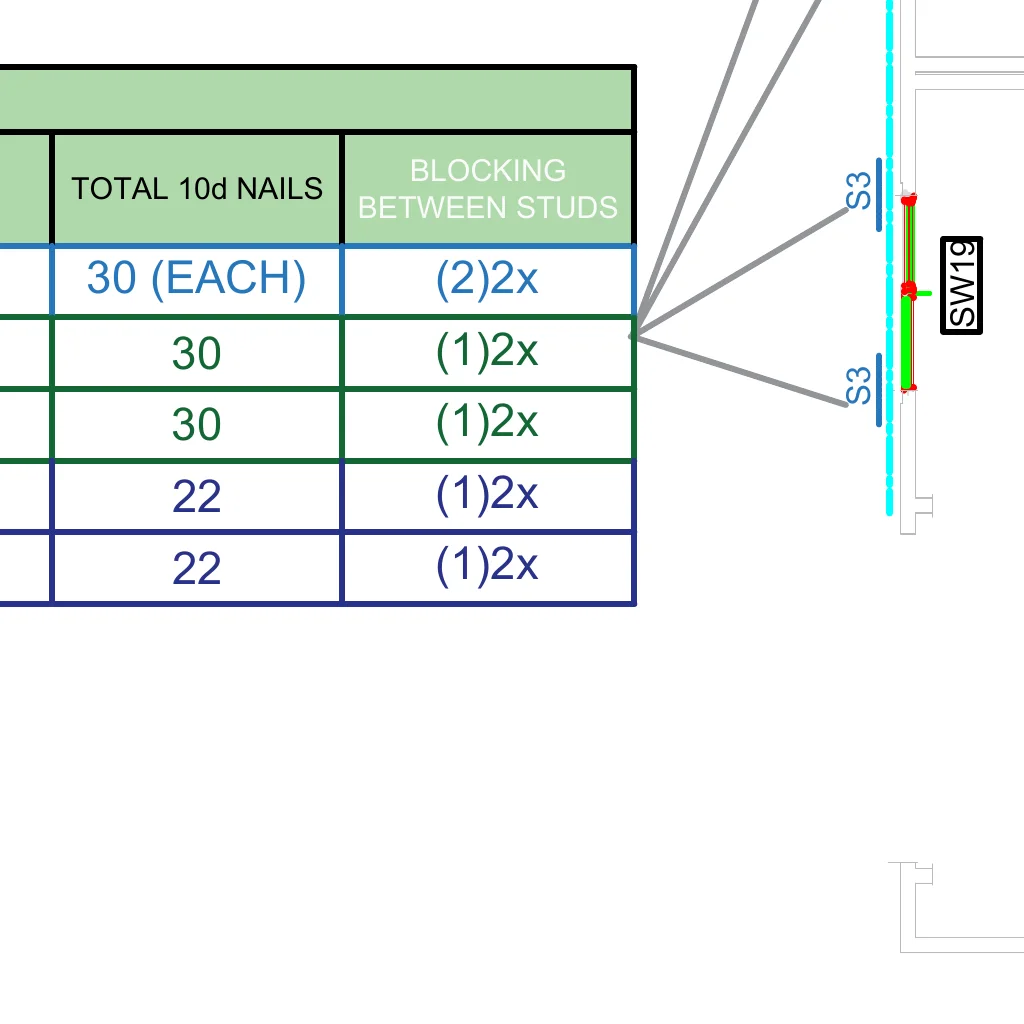 TOTAL 10d NAILS
BLOCKING
BETWEEN STUDS
30 (EACH)
(2)2x
30
(1)2x
30
(1)2x
22
(1)2x
22
(1)2x
S3
SW19
S3